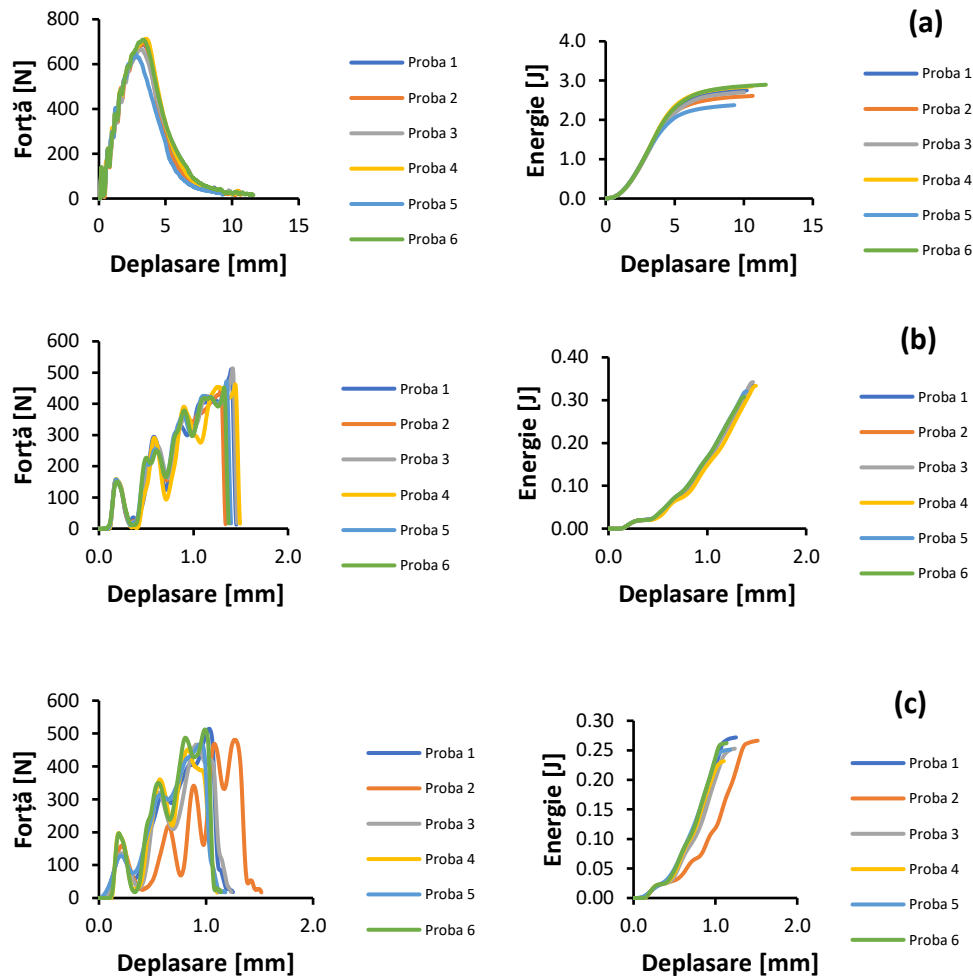 (a)
Forță [N]
800
600
400
200
0
0 5 10 15
Deplasare [mm]
Proba 1
Proba 2
Proba 3
Proba 4
Proba 5
Proba 6
Energie [J]
4.0
3.0
2.0
1.0
0.0
0 5 10 15
Deplasare [mm]
Proba 1
Proba 2
Proba 3
Proba 4
Proba 5
Proba 6
(b)
Forță [N]
600
500
400
300
200
100
0
0.0 1.0 2.0
Deplasare [mm]
Proba 1
Proba 2
Proba 3
Proba 4
Proba 5
Proba 6
Energie [J]
0.40
0.30
0.20
0.10
0.00
0.0 1.0 2.0
Deplasare [mm]
Proba 1
Proba 2
Proba 3
Proba 4
Proba 5
Proba 6
(c)
Forță [N]
600
500
400
300
200
100
0
0.0 1.0 2.0
Deplasare [mm]
Proba 1
Proba 2
Proba 3
Proba 4
Proba 5
Proba 6
Energie [J]
0.30
0.25
0.20
0.15
0.10
0.05
0.00
0.0 1.0 2.0
Deplasare [mm]
Proba 1
Proba 2
Proba 3
Proba 4
Proba 5
Proba 6